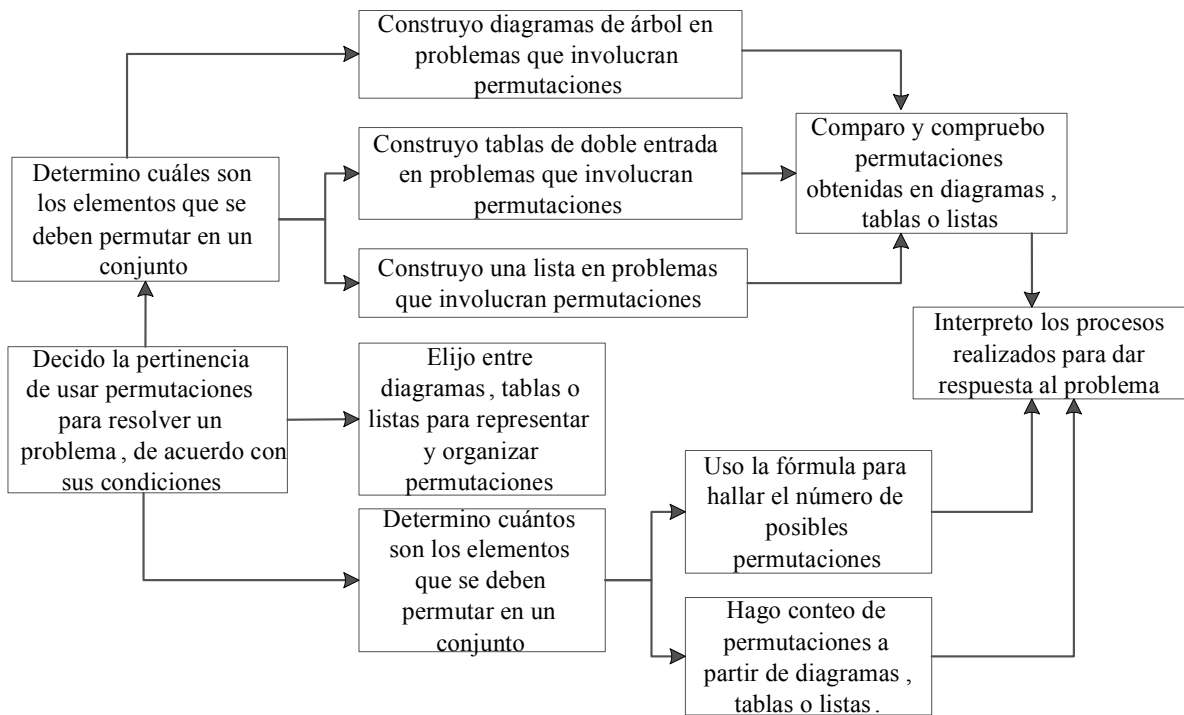 Construyo diagramas de árbol en
problemas que involucran
permutaciones
Determino cuáles son
los elementos que se
deben permutar en un
conjunto
Construyo tablas de doble entrada
en problemas que involucran
permutaciones
Construyo una lista en problemas
que involucran permutaciones
Comparo y compruebo
permutaciones
obtenidas en diagramas ,
tablas o listas
Decido la pertinencia
de usar permutaciones
para resolver un
problema , de acuerdo con
sus condiciones
Elijo entre
diagramas , tablas o
listas para representar
y organizar
permutaciones
Interpreto los procesos
realizados para dar
respuesta al problema
Determino cuántos
son los elementos
que se deben
permutar en un
conjunto
Uso la fórmula para
hallar el número de
posibles
permutaciones
Hago conteo de
permutaciones a
partir de diagramas ,
tablas o listas .